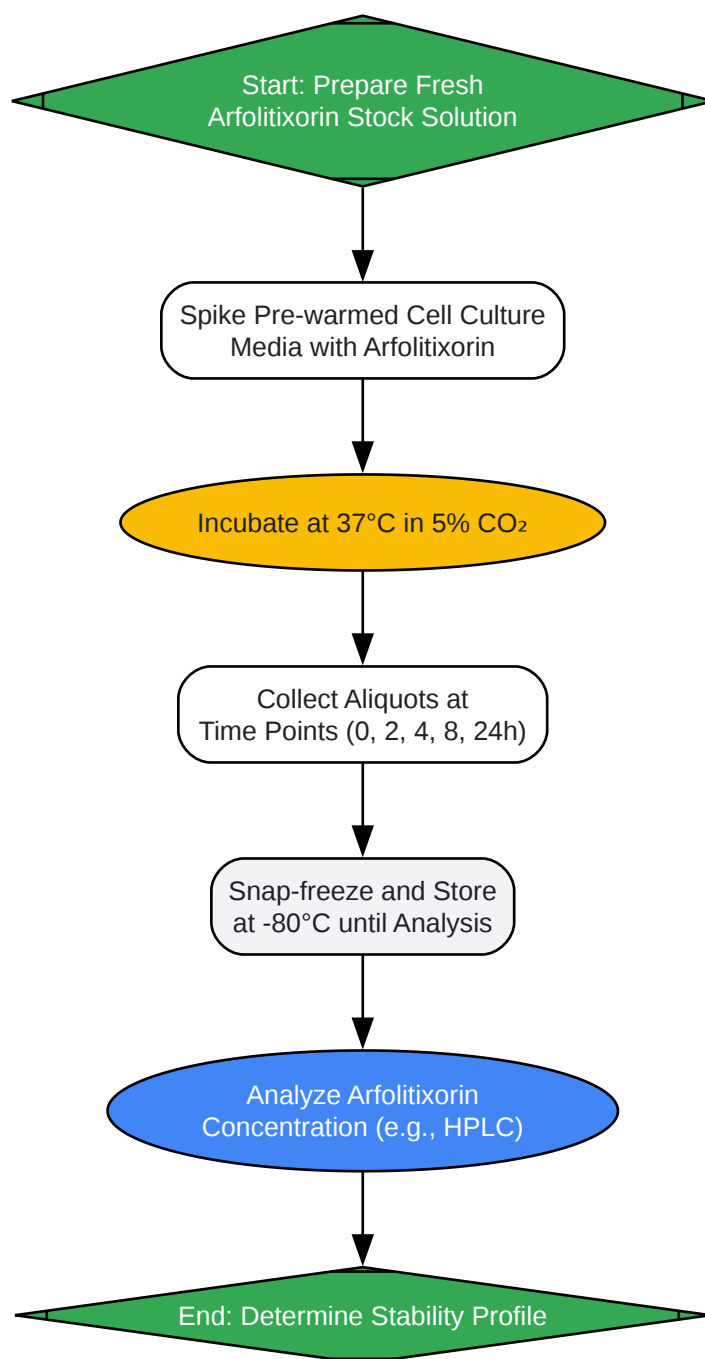 Start: Prepare Fresh
Arfolitixorin Stock Solution
Spike Pre-warmed Cell Culture
Media with Arfolitixorin
Incubate at 37°C in 5% CO₂
Collect Aliquots at
Time Points (0, 2, 4, 8, 24h)
Snap-freeze and Store
at -80°C until Analysis
Analyze Arfolitixorin
Concentration (e.g., HPLC)
End: Determine Stability Profile